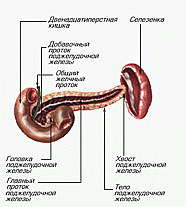 Двенадцатиперстная кишка
Селезенка
Добавочный
проток
поджелудочной
железы
Общий
желчный
проток
Головка
поджелудочной
железы
Главный
проток
поджелудочной
железы
Хвост
поджелудочной
железы
Тело
поджелудочной
железы